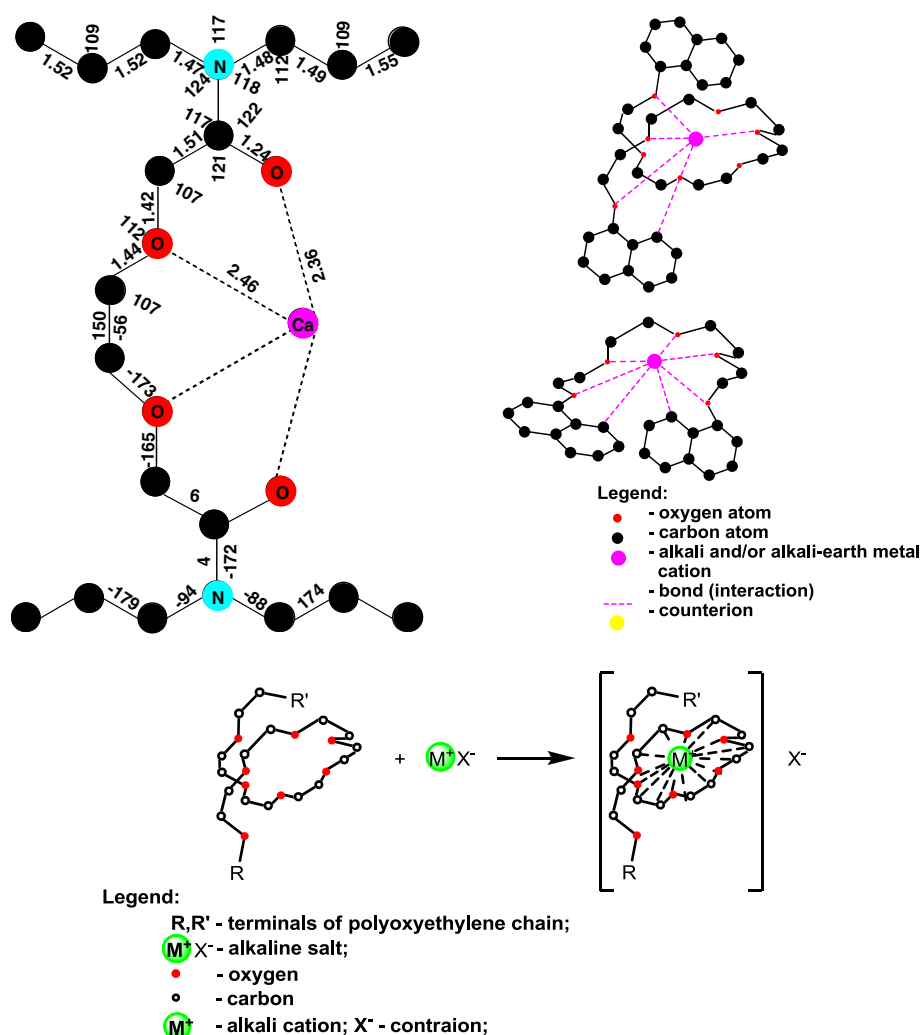 117
109
109
1.52
1.52
1.47
N
1.48
1.49
1.55
112
124
118
117
122
1.51
1.24
121
O
107
1.42
112
O
1.44
2.46
2.36
107
Ca
150
-56
-173
O
-165
O
6
4
-172
-179
-94
N
-88
174
Legend:
- oxygen atom
- carbon atom
- alkali and/or alkali-earth metal
cation
- bond (interaction)
- counterion
R'
R
+
M⁺ X⁻
R'
M⁺
R
X⁻
Legend:
R,R' - terminals of polyoxyethylene chain;
M⁺ X⁻ - alkaline salt;
- oxygen
- carbon
M⁺ - alkali cation; X⁻ - contraion;